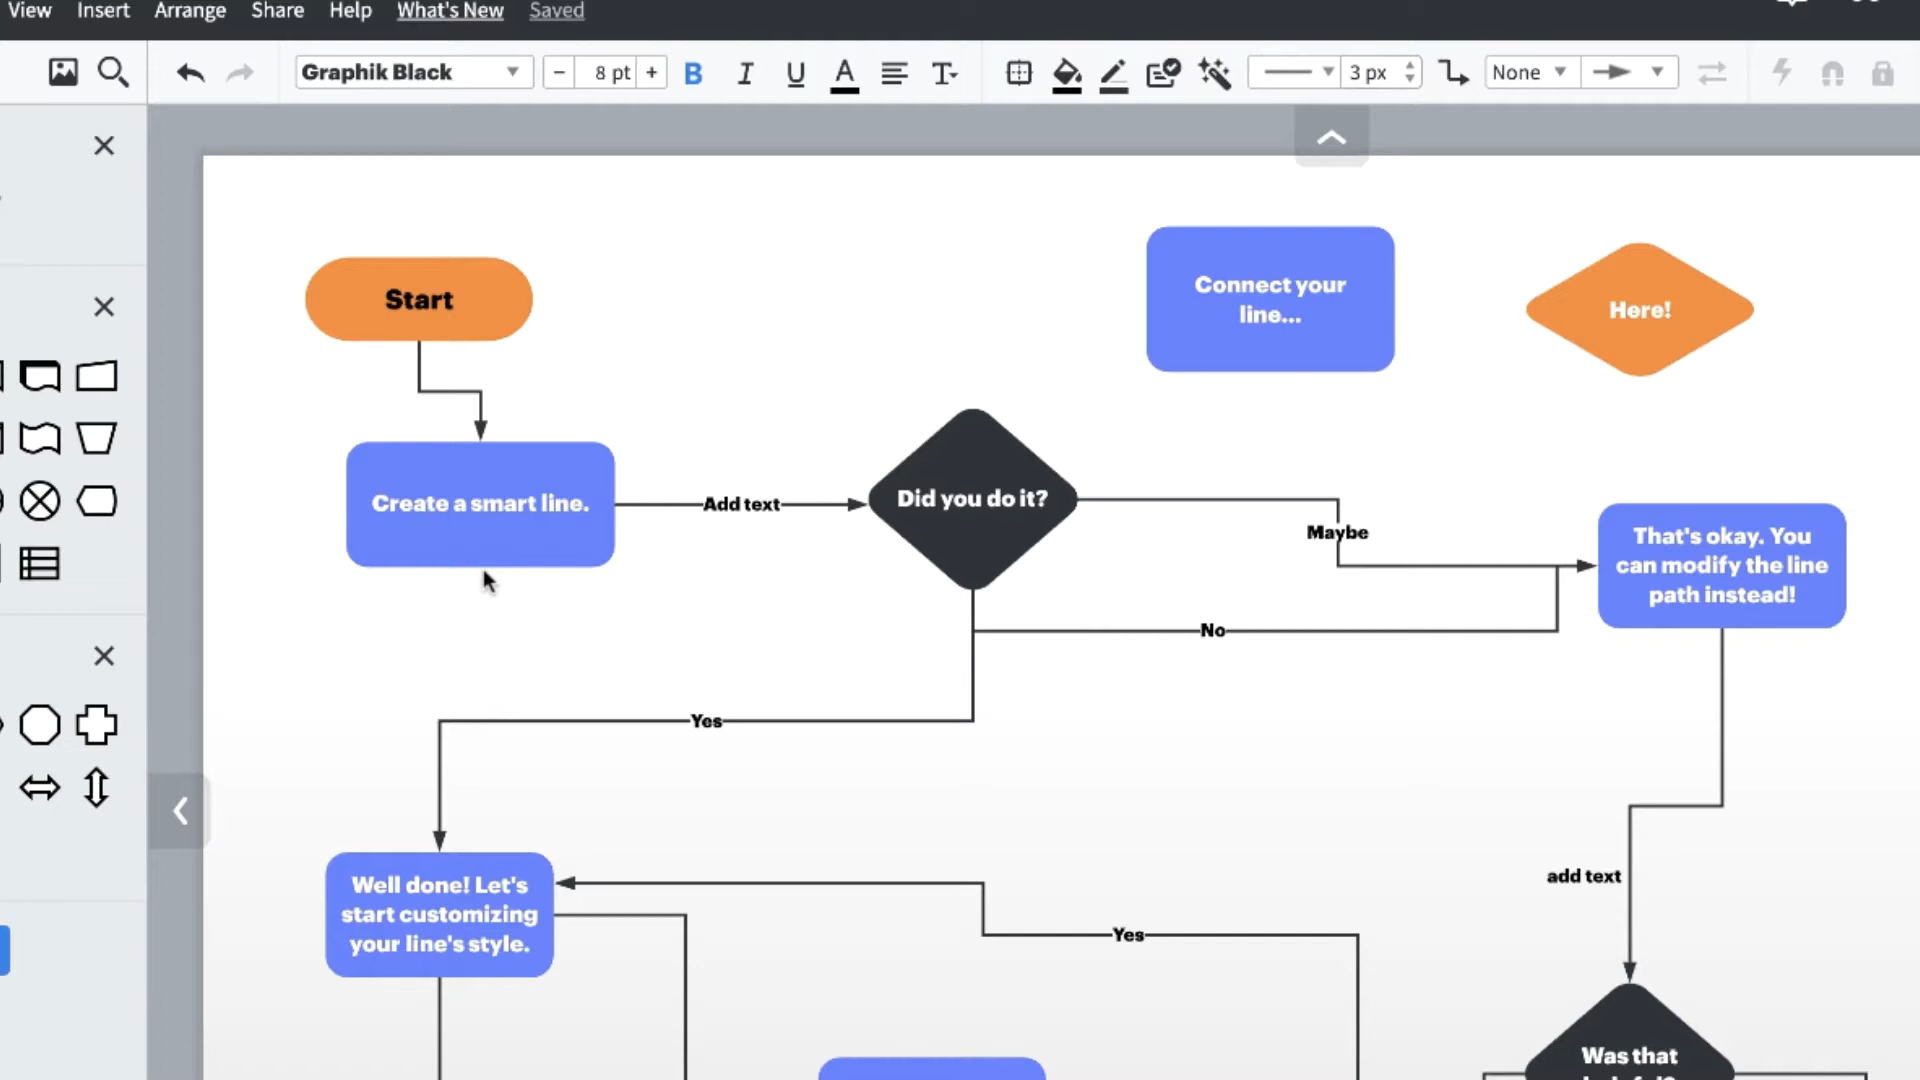 View Insert Arrange Share Help What's New Saved
Graphik Black
8 pt
B I U A T
3 px
None
Start
Connect your
line...
Here!
Create a smart line.
Add text
Did you do it?
Maybe
That's okay. You
can modify the line
path instead!
No
Yes
Well done! Let's
start customizing
your line's style.
Yes
add text
Was that